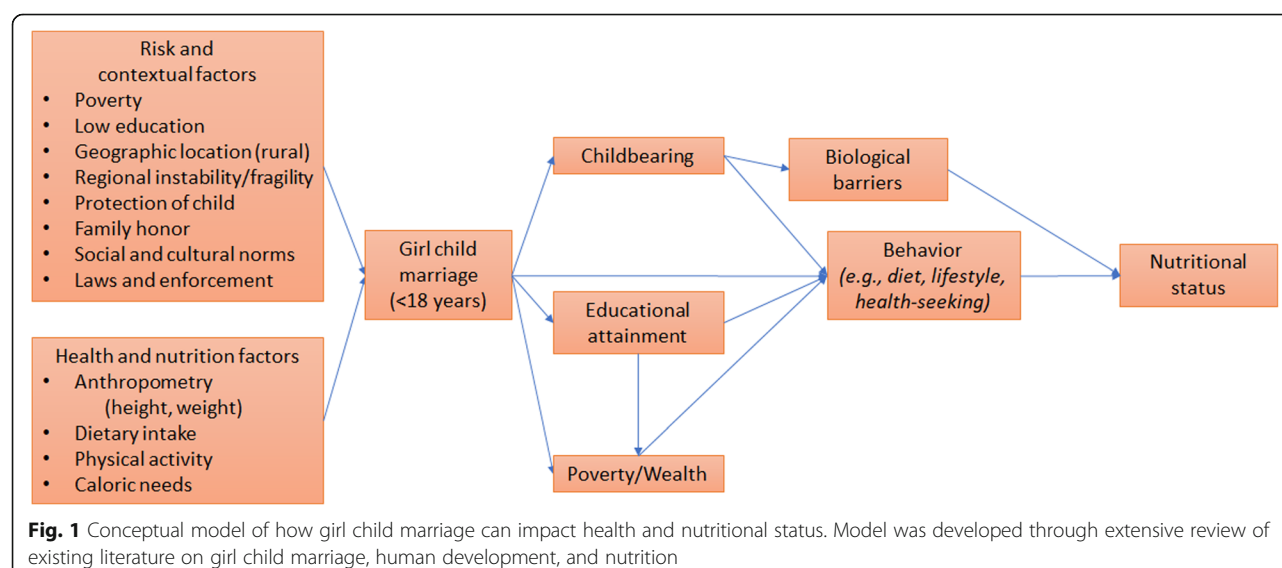 Risk and
contextual factors
• Poverty
• Low education
• Geographic location (rural)
• Regional instability/fragility
• Protection of child
• Family honor
• Social and cultural norms
• Laws and enforcement
Health and nutrition factors
• Anthropometry
(height, weight)
• Dietary intake
• Physical activity
• Caloric needs
Girl child
marriage
(<18 years)
Childbearing
Educational
attainment
Poverty/Wealth
Biological
barriers
Behavior
(e.g., diet, lifestyle,
health-seeking)
Nutritional
status
Fig. 1 Conceptual model of how girl child marriage can impact health and nutritional status. Model was developed through extensive review of
existing literature on girl child marriage, human development, and nutrition